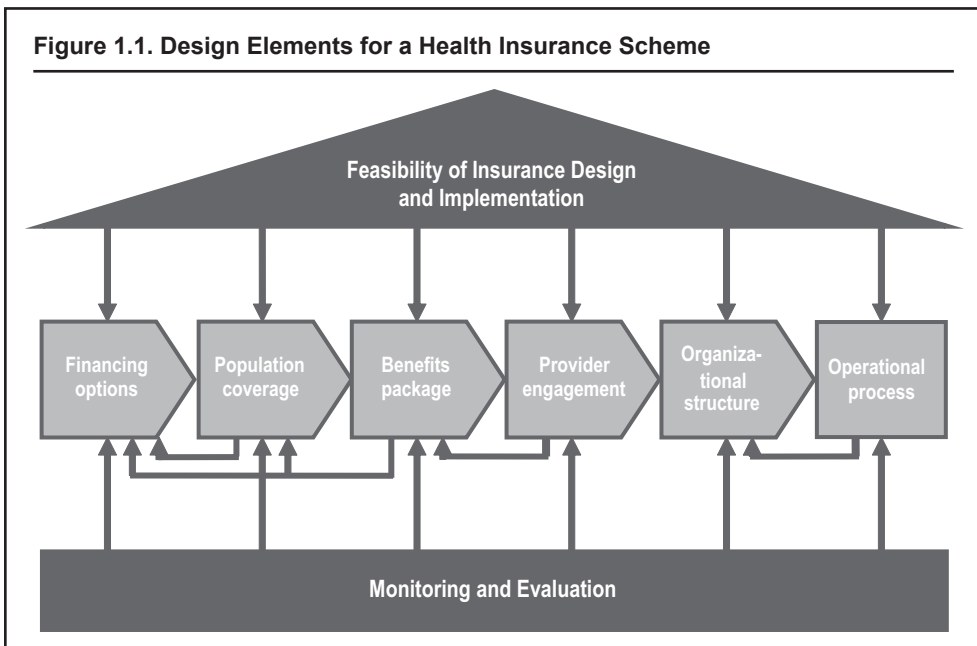 Figure 1.1. Design Elements for a Health Insurance Scheme
Feasibility of Insurance Design
and Implementation
Financing
options
Population
coverage
Benefits
package
Provider
engagement
Organiza-
tional
structure
Operational
process
Monitoring and Evaluation